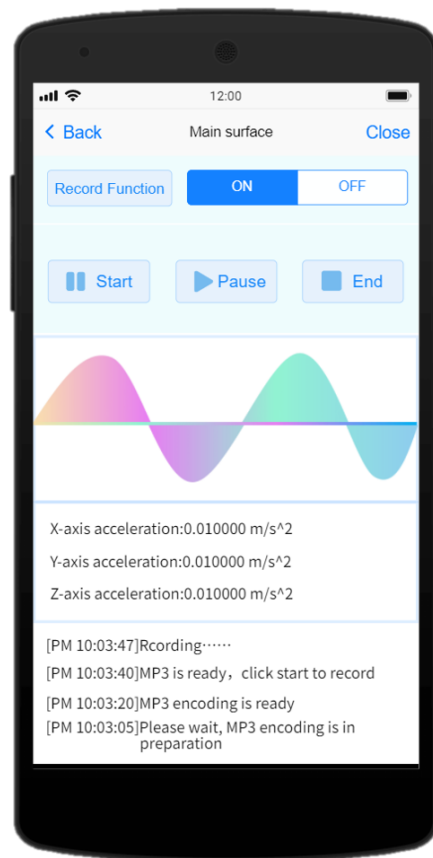 12:00
Back Main surface Close
Record Function ON OFF
Start Pause End
X-axis acceleration:0.010000 m/s^2
Y-axis acceleration:0.010000 m/s^2
Z-axis acceleration:0.010000 m/s^2
[PM 10:03:47]Rcording······
[PM 10:03:40]MP3 is ready，click start to record
[PM 10:03:20]MP3 encoding is ready
[PM 10:03:05]Please wait, MP3 encoding is in
preparation